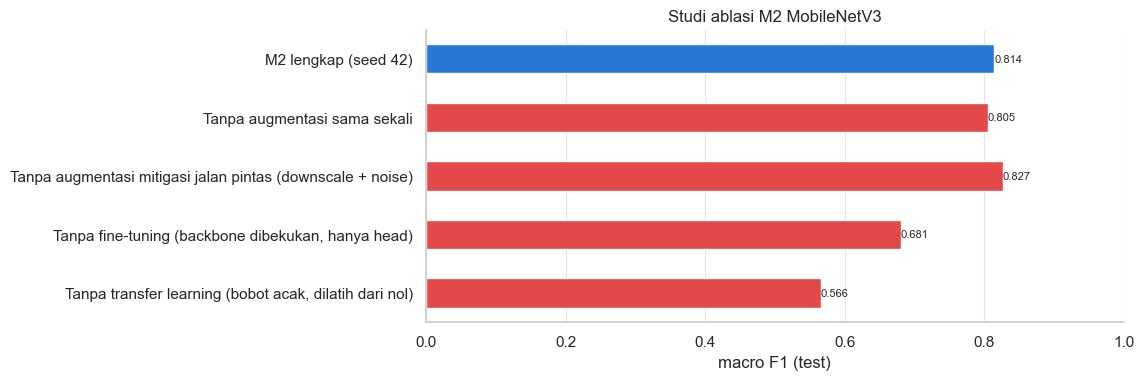 Studi ablasi M2 MobileNetV3
M2 lengkap (seed 42)
0.814
Tanpa augmentasi sama sekali
0.805
Tanpa augmentasi mitigasi jalan pintas (downscale + noise)
0.827
Tanpa fine-tuning (backbone dibekukan, hanya head)
0.681
Tanpa transfer learning (bobot acak, dilatih dari nol)
0.566
0.0 0.2 0.4 0.6 0.8 1.0
macro F1 (test)